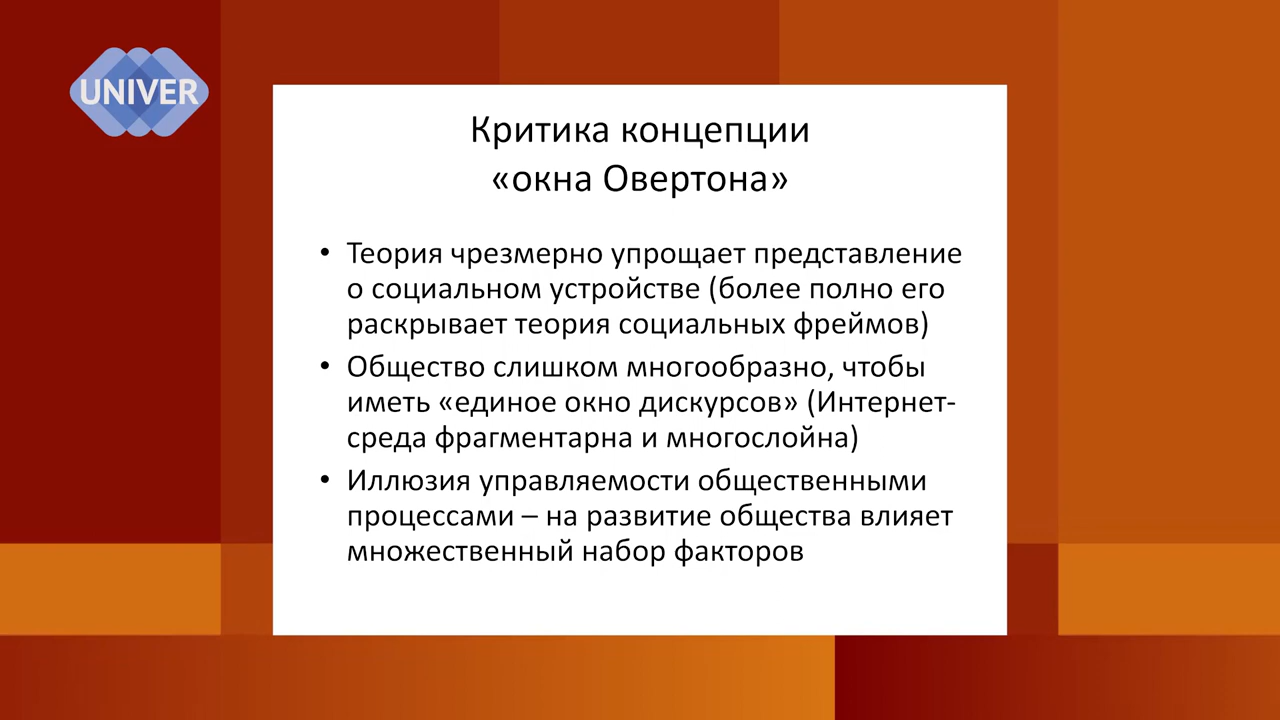 UNIVER
Критика концепции
«окна Овертона»
• Теория чрезмерно упрощает представление
о социальном устройстве (более полно его
раскрывает теория социальных фреймов)
• Общество слишком многообразно, чтобы
иметь «единое окно дискурсов» (Интернет-
среда фрагментарна и многослойна)
• Иллюзия управляемости общественными
процессами – на развитие общества влияет
множественный набор факторов